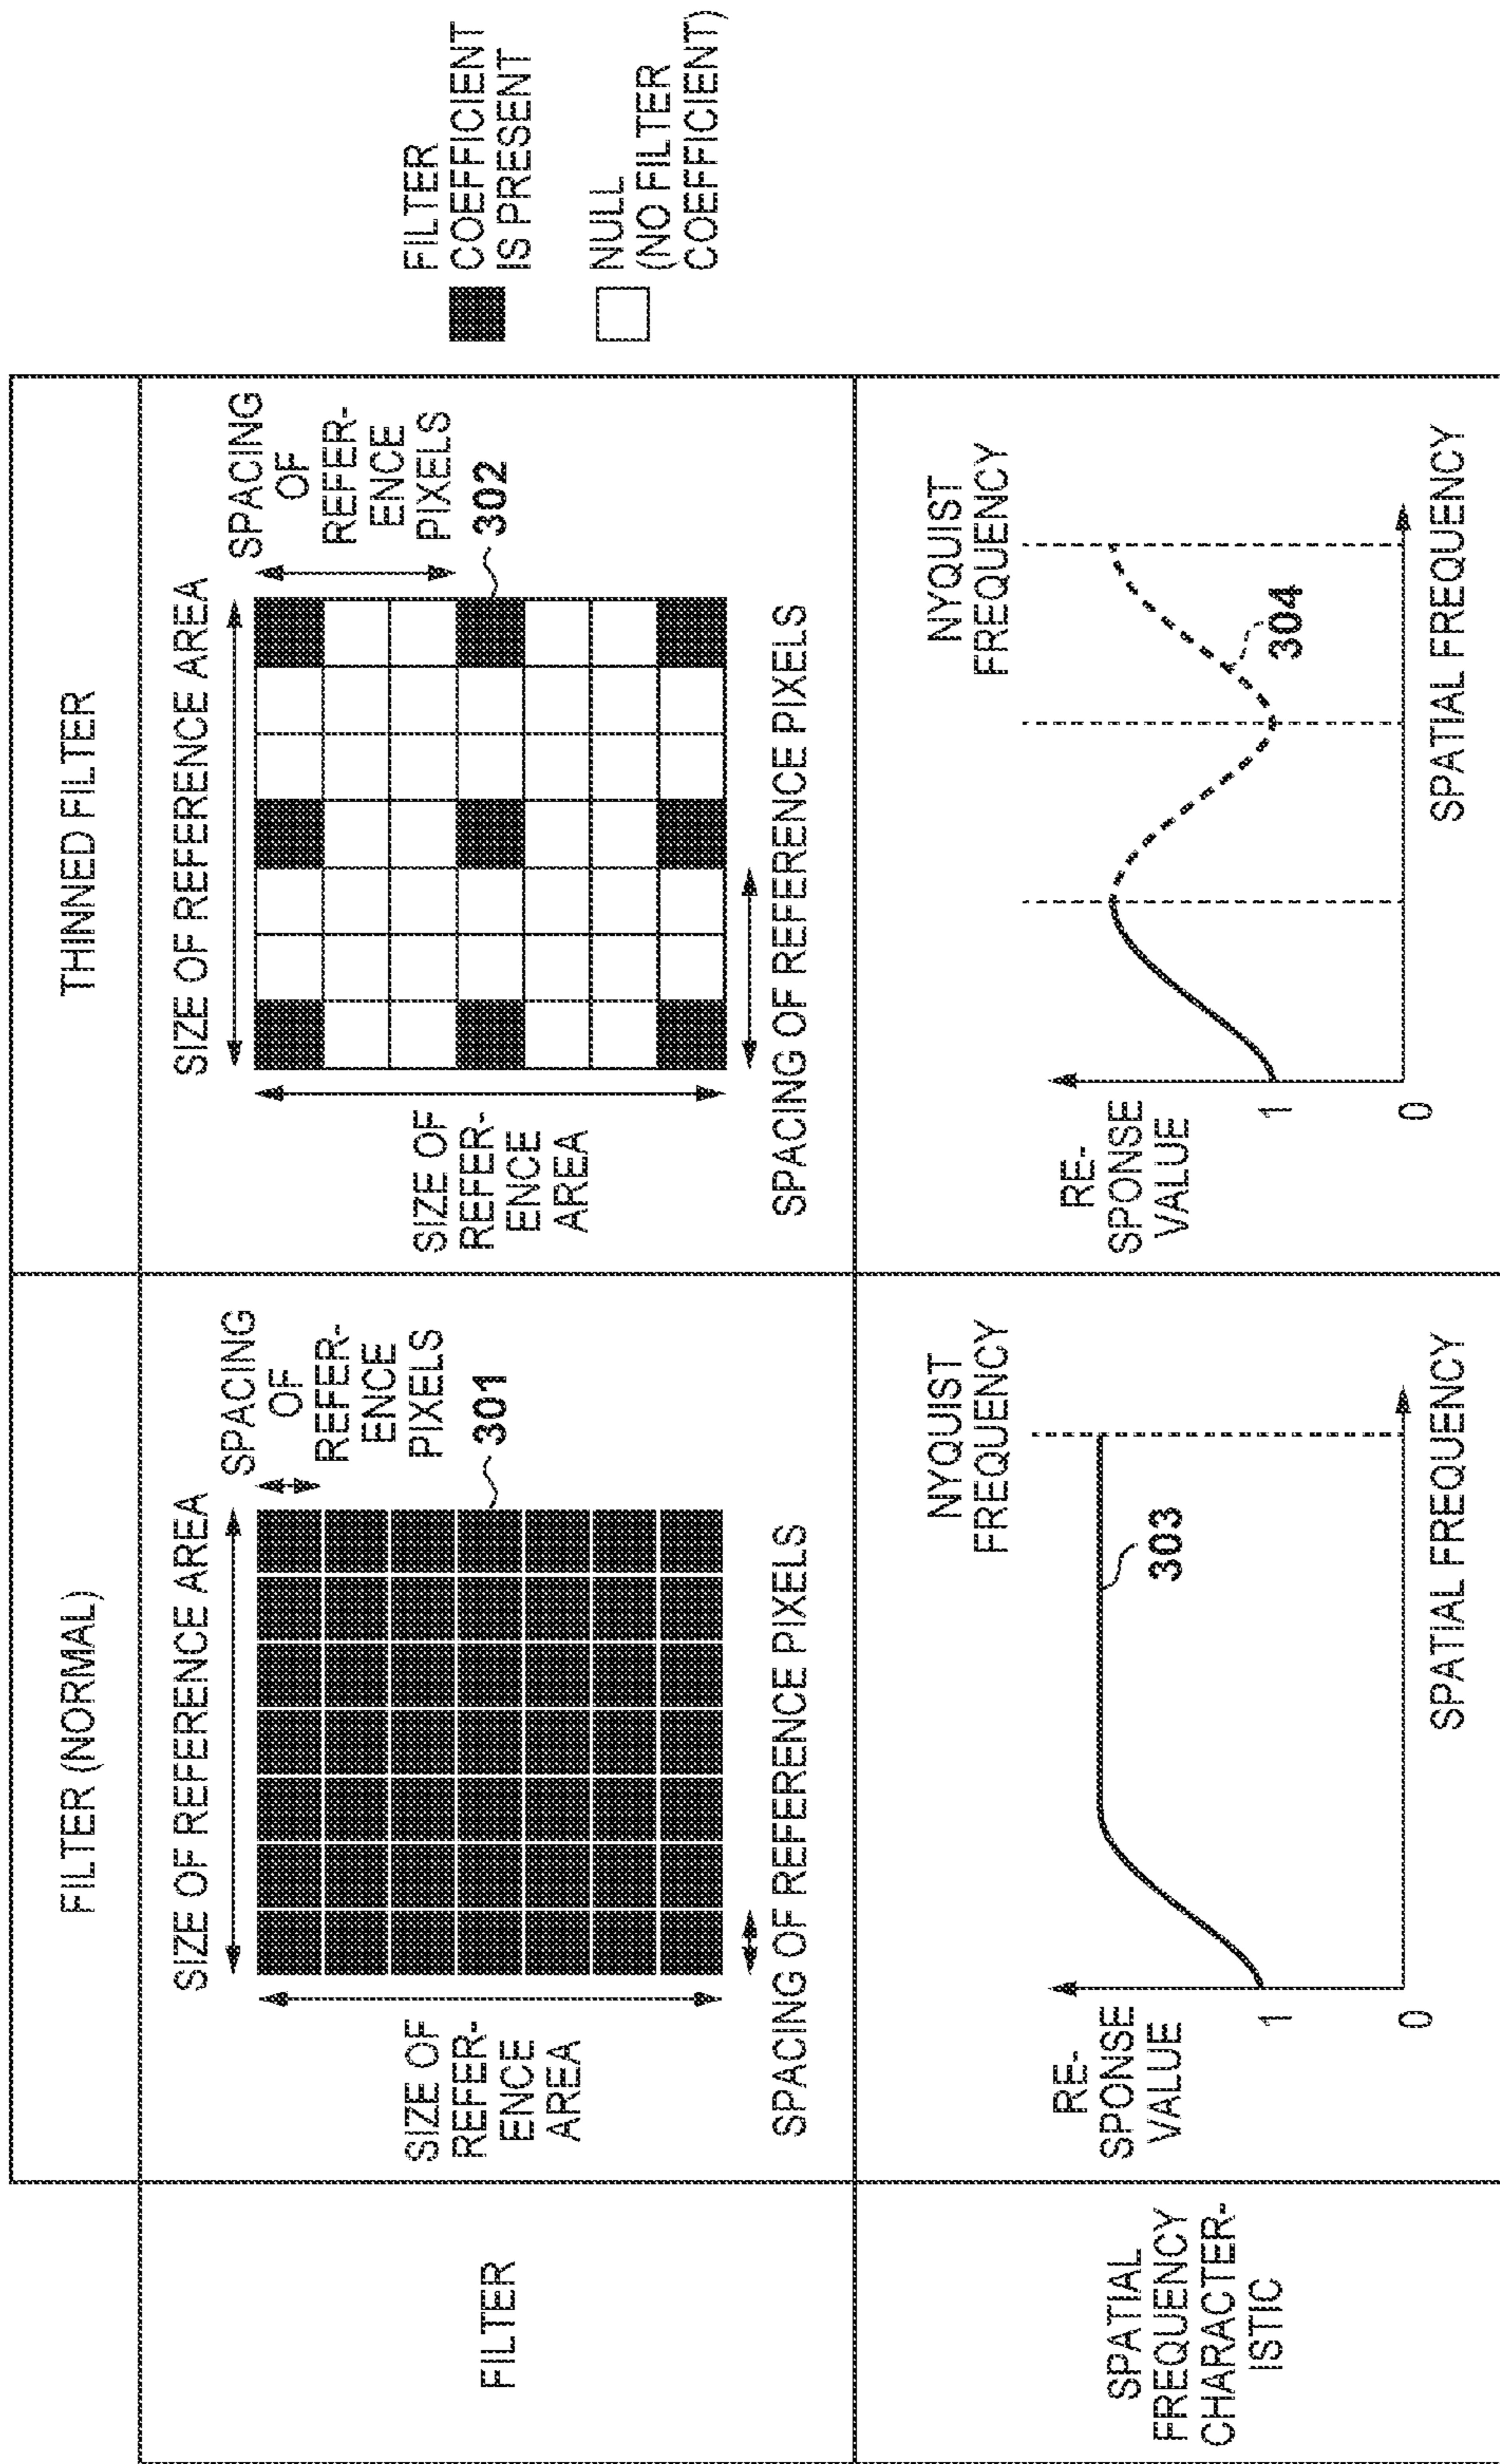 FILTER (NORMAL)
THINNED FILTER
FILTER
SIZE OF REFERENCE AREA
SPACING
OF
REFER-
ENCE
PIXELS
301
SIZE OF
REFER-
ENCE
AREA
SPACING OF REFERENCE PIXELS
SIZE OF REFERENCE AREA
SPACING
OF
REFER-
ENCE
PIXELS
302
SIZE OF
REFER-
ENCE
AREA
SPACING OF REFERENCE PIXELS
FILTER
COEFFICIENT
IS PRESENT
NULL
(NO FILTER
COEFFICIENT)
SPATIAL
FREQUENCY
CHARACTER-
ISTIC
RE-
SPONSE
VALUE
1
0
NYQUIST
FREQUENCY
303
SPATIAL FREQUENCY
RE-
SPONSE
VALUE
1
0
NYQUIST
FREQUENCY
304
SPATIAL FREQUENCY